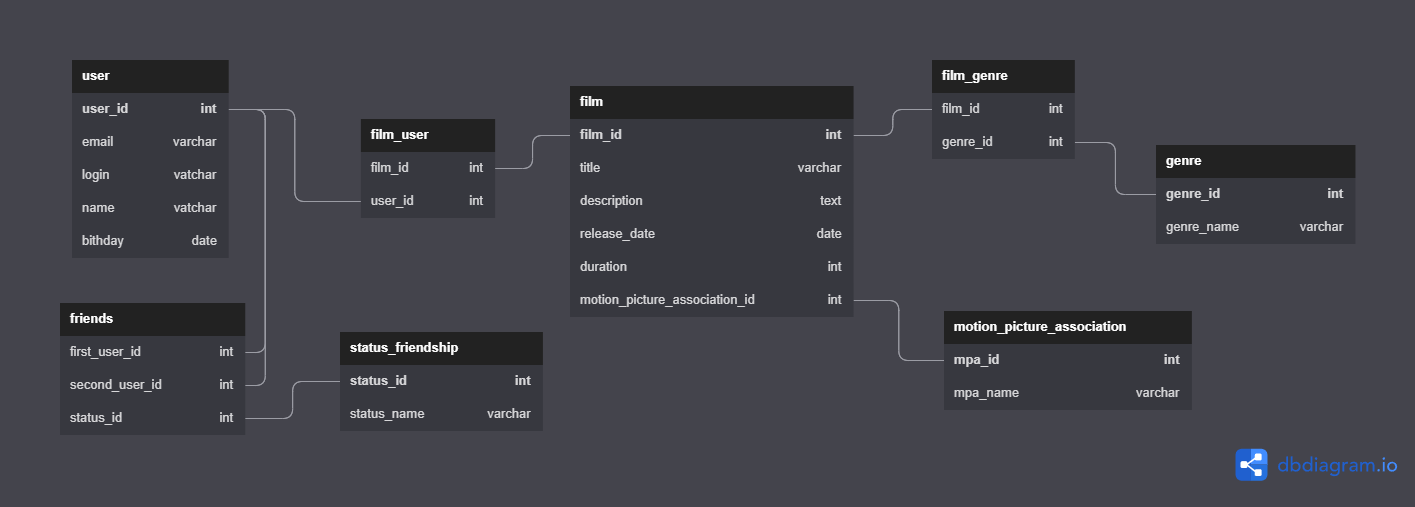 user
user_id int
email varchar
login vatchar
name vatchar
bithday date
friends
first_user_id int
second_user_id int
status_id int
film_user
film_id int
user_id int
status_friendship
status_id int
status_name varchar
film
film_id int
title varchar
description text
release_date date
duration int
motion_picture_association_id int
film_genre
film_id int
genre_id int
genre
genre_id int
genre_name varchar
motion_picture_association
mpa_id int
mpa_name varchar
dbdiagram.io